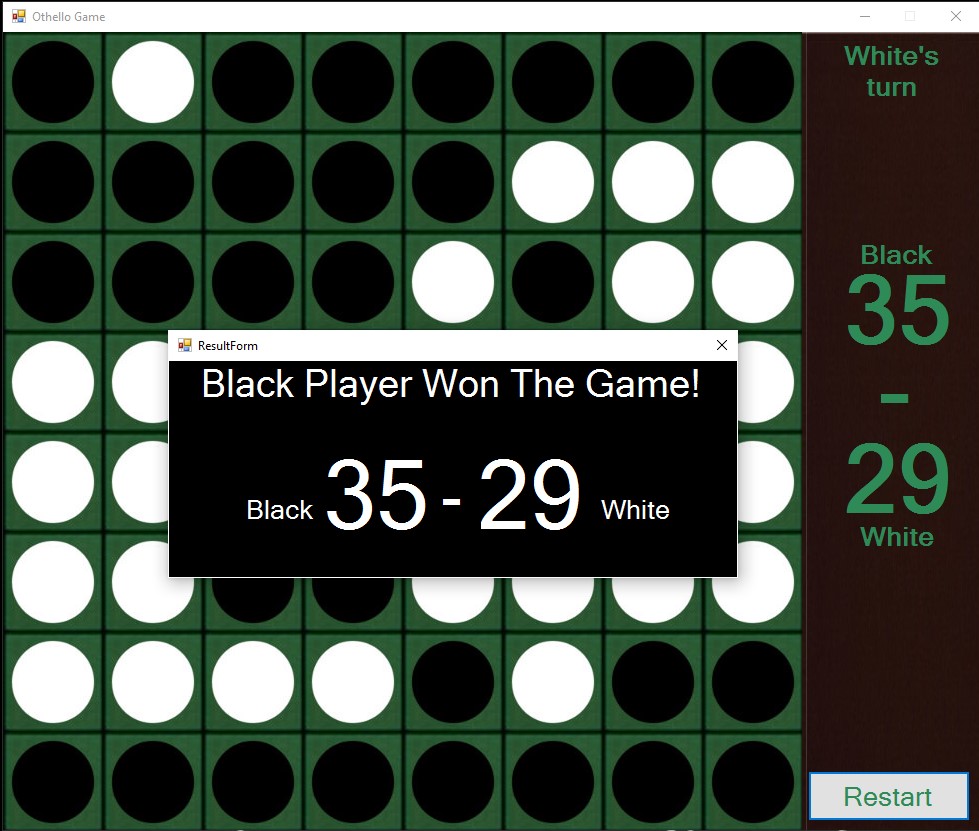 Othello Game
White's
turn
Black
35
-
29
White
Restart
ResultForm
Black Player Won The Game!
Black 35 - 29 White